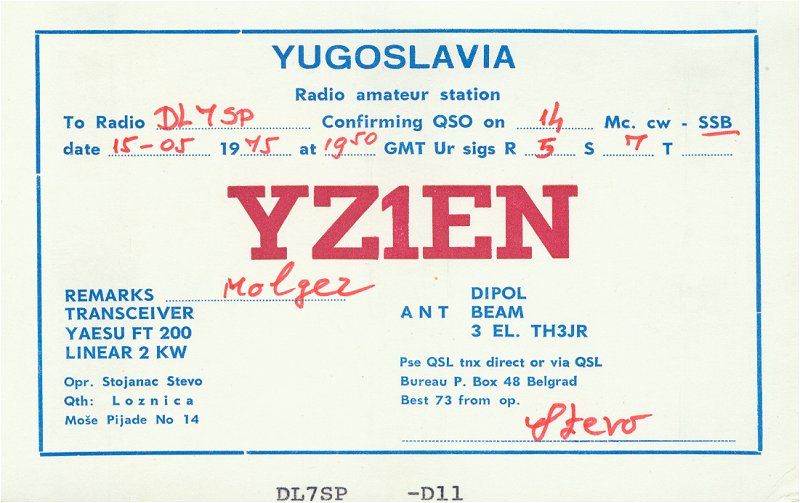 YUGOSLAVIA
Radio amateur station
To Radio DL7SP Confirming QSO on 14 Mc. cw - SSB
date 15-05 1975 at 1950 GMT Ur sigs R 5 S 7 T
YZ1EN
REMARKS Holger
TRANSCEIVER
YAESU FT 200
LINEAR 2 KW
Opr. Stojanac Stevo
Qth: Loznica
Moše Pijade No 14
DIPOL
ANT BEAM
3 EL. TH3JR
Pse QSL tnx direct or via QSL
Bureau P. Box 48 Belgrad
Best 73 from op.
Stevo
DL7SP -D11